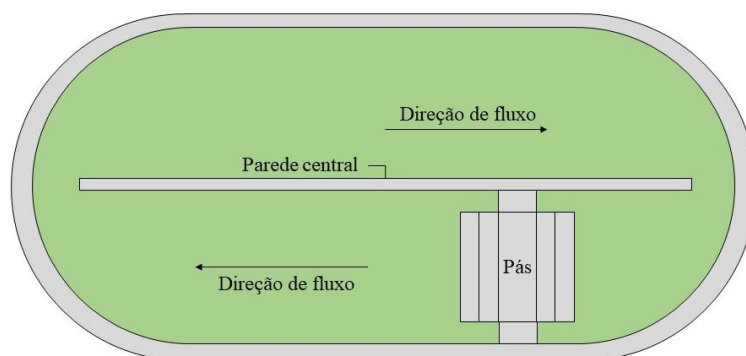 Direção de fluxo
Parede central
Pás
Direção de fluxo